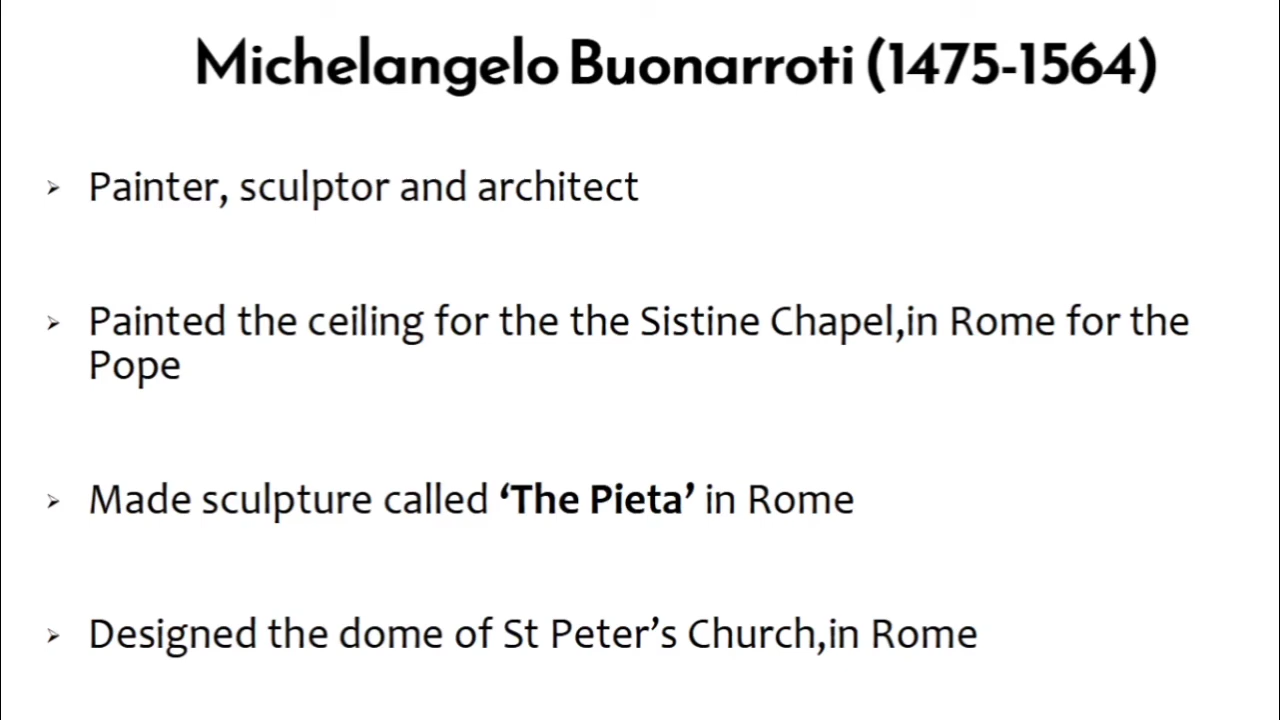 Michelangelo Buonarroti (1475-1564)
➢ Painter, sculptor and architect
➢ Painted the ceiling for the the Sistine Chapel,in Rome for the
Pope
➢ Made sculpture called ‘The Pieta’ in Rome
➢ Designed the dome of St Peter’s Church,in Rome